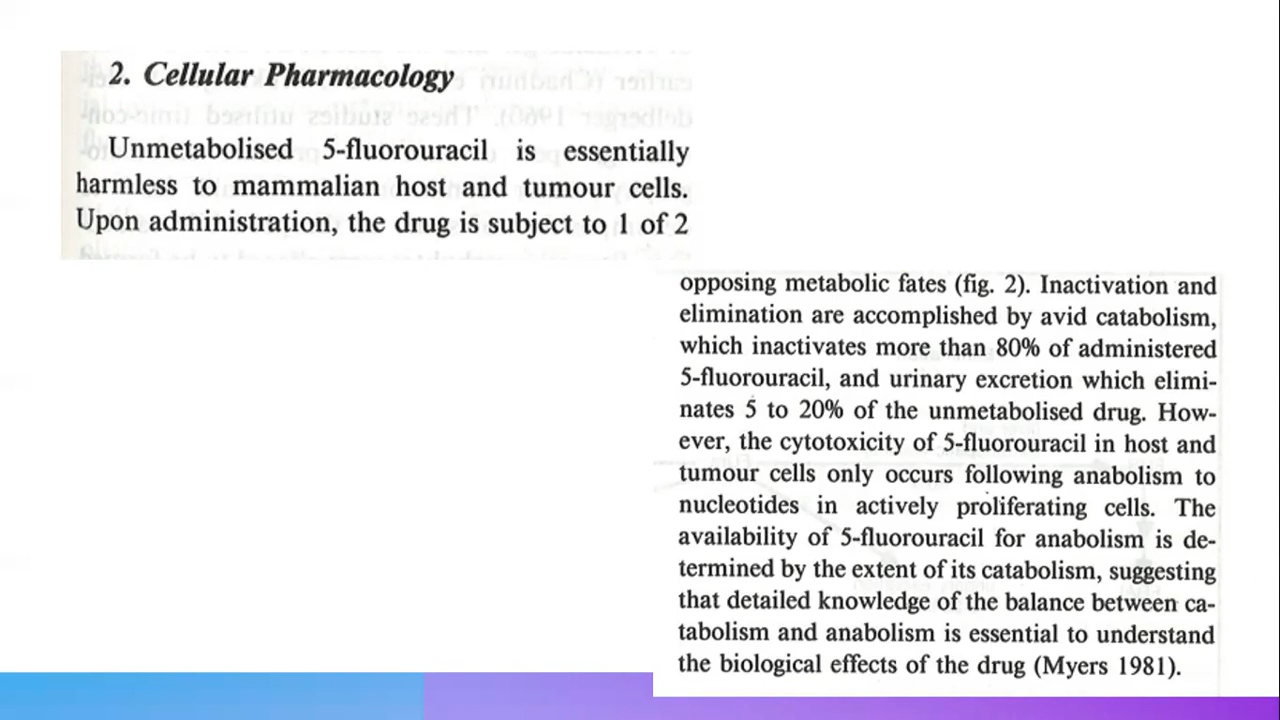 2. Cellular Pharmacology
Unmetabolised 5-fluorouracil is essentially
harmless to mammalian host and tumour cells.
Upon administration, the drug is subject to 1 of 2
opposing metabolic fates (fig. 2). Inactivation and
elimination are accomplished by avid catabolism,
which inactivates more than 80% of administered
5-fluorouracil, and urinary excretion which elimi-
nates 5 to 20% of the unmetabolised drug. How-
ever, the cytotoxicity of 5-fluorouracil in host and
tumour cells only occurs following anabolism to
nucleotides in actively proliferating cells. The
availability of 5-fluorouracil for anabolism is de-
termined by the extent of its catabolism, suggesting
that detailed knowledge of the balance between ca-
tabolism and anabolism is essential to understand
the biological effects of the drug (Myers 1981).